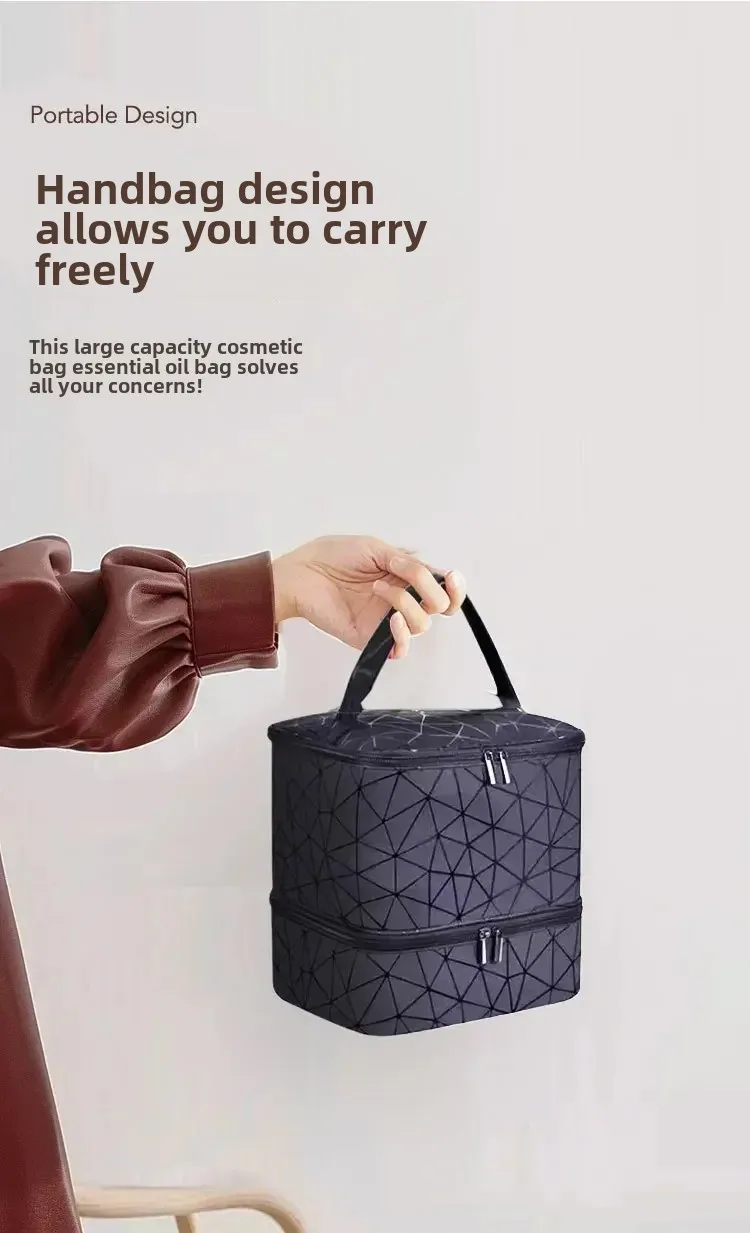 Portable Design
Handbag design
allows you to carry
freely
This large capacity cosmetic
bag essential oil bag solves
all your concerns!